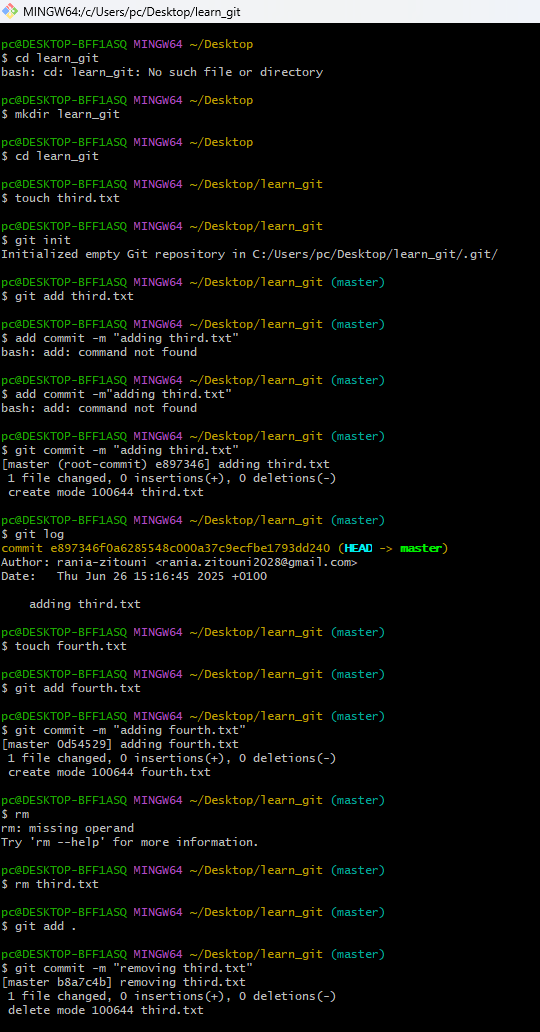 MINGW64:/c/Users/pc/Desktop/learn_git
pc@DESKTOP-BFF1ASQ MINGW64 ~/Desktop
$ cd learn_git
bash: cd: learn_git: No such file or directory
pc@DESKTOP-BFF1ASQ MINGW64 ~/Desktop
$ mkdir learn_git
pc@DESKTOP-BFF1ASQ MINGW64 ~/Desktop
$ cd learn_git
pc@DESKTOP-BFF1ASQ MINGW64 ~/Desktop/learn_git
$ touch third.txt
pc@DESKTOP-BFF1ASQ MINGW64 ~/Desktop/learn_git
$ git init
Initialized empty Git repository in C:/Users/pc/Desktop/learn_git/.git/
pc@DESKTOP-BFF1ASQ MINGW64 ~/Desktop/learn_git (master)
$ git add third.txt
pc@DESKTOP-BFF1ASQ MINGW64 ~/Desktop/learn_git (master)
$ add commit -m "adding third.txt"
bash: add: command not found
pc@DESKTOP-BFF1ASQ MINGW64 ~/Desktop/learn_git (master)
$ add commit -m"adding third.txt"
bash: add: command not found
pc@DESKTOP-BFF1ASQ MINGW64 ~/Desktop/learn_git (master)
$ git commit -m "adding third.txt"
[master (root-commit) e897346] adding third.txt
 1 file changed, 0 insertions(+), 0 deletions(-)
 create mode 100644 third.txt
pc@DESKTOP-BFF1ASQ MINGW64 ~/Desktop/learn_git (master)
$ git log
commit e897346f0a6285548c000a37c9ecfbe1793dd240 (HEAD -> master)
Author: rania-zitouni <rania.zitouni2028@gmail.com>
Date:   Thu Jun 26 15:16:45 2025 +0100
    adding third.txt
pc@DESKTOP-BFF1ASQ MINGW64 ~/Desktop/learn_git (master)
$ touch fourth.txt
pc@DESKTOP-BFF1ASQ MINGW64 ~/Desktop/learn_git (master)
$ git add fourth.txt
pc@DESKTOP-BFF1ASQ MINGW64 ~/Desktop/learn_git (master)
$ git commit -m "adding fourth.txt"
[master 0d54529] adding fourth.txt
 1 file changed, 0 insertions(+), 0 deletions(-)
 create mode 100644 fourth.txt
pc@DESKTOP-BFF1ASQ MINGW64 ~/Desktop/learn_git (master)
$ rm
rm: missing operand
Try 'rm --help' for more information.
pc@DESKTOP-BFF1ASQ MINGW64 ~/Desktop/learn_git (master)
$ rm third.txt
pc@DESKTOP-BFF1ASQ MINGW64 ~/Desktop/learn_git (master)
$ git add .
pc@DESKTOP-BFF1ASQ MINGW64 ~/Desktop/learn_git (master)
$ git commit -m "removing third.txt"
[master b8a7c4b] removing third.txt
 1 file changed, 0 insertions(+), 0 deletions(-)
 delete mode 100644 third.txt